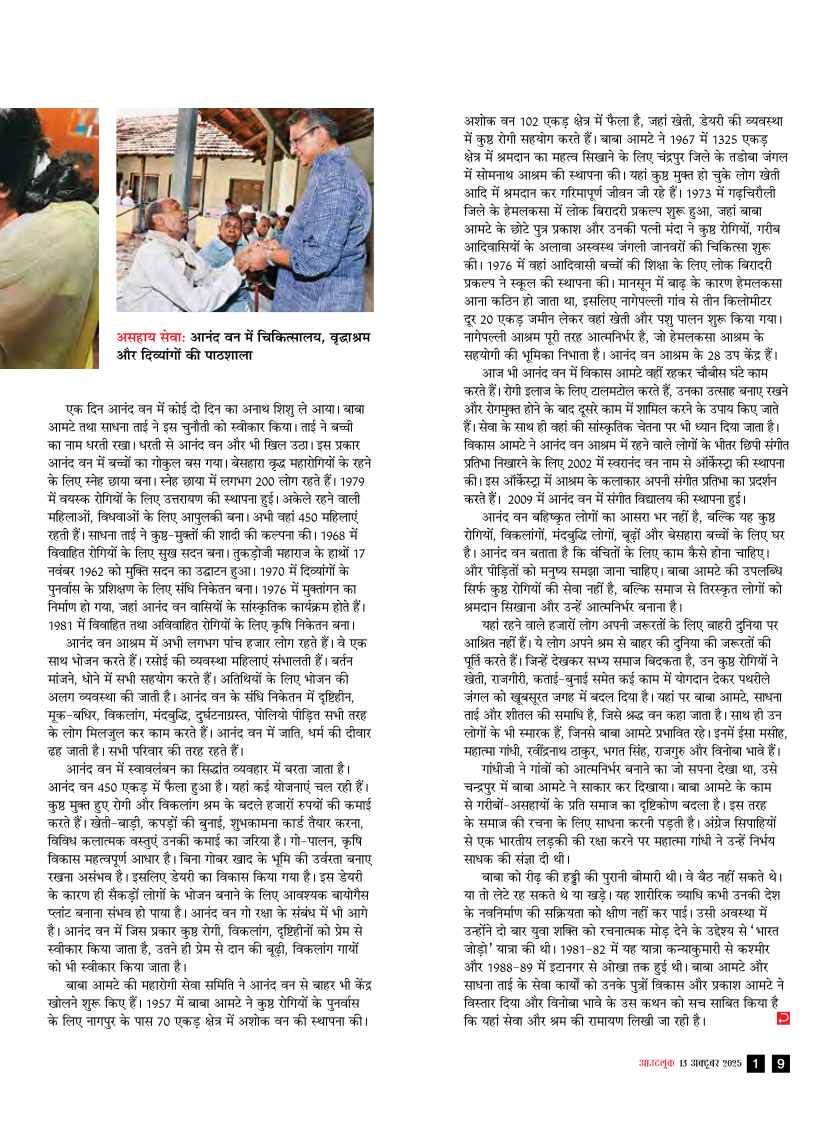 असहाय सेवा: आनंद वन में चिकित्सालय, वृद्धाश्रम
और दिव्यांगों की पाठशाला
एक दिन आनंद वन में कोई दो दिन का अनाथ शिशु ले आया। बाबा
आमटे तथा साधना ताई ने इस चुनौती को स्वीकार किया। ताई ने बच्ची
का नाम धरती रखा। धरती से आनंद वन और भी खिल उठा। इस प्रकार
आनंद वन में बच्चों का गोकुल बस गया। बेसहारा वृद्ध महारोगियों के रहने
के लिए स्नेह छाया बना। स्नेह छाया में लगभग 200 लोग रहते हैं। 1979
में वयस्क रोगियों के लिए उत्तरायण की स्थापना हुई। अकेले रहने वाली
महिलाओं, विधवाओं के लिए आपुलकी बना। अभी वहां 450 महिलाएं
रहती हैं। साधना ताई ने कुष्ठ-मुक्तों की शादी की कल्पना की। 1968 में
विवाहित रोगियों के लिए सुख सदन बना। तुकड़ोजी महाराज के हाथों 17
नवंबर 1962 को मुक्ति सदन का उद्घाटन हुआ। 1970 में दिव्यांगों के
पुनर्वास के प्रशिक्षण के लिए संधि निकेतन बना। 1976 में मुक्तांगन का
निर्माण हो गया, जहां आनंद वन वासियों के सांस्कृतिक कार्यक्रम होते हैं।
1981 में विवाहित तथा अविवाहित रोगियों के लिए कृषि निकेतन बना।
आनंद वन आश्रम में अभी लगभग पांच हजार लोग रहते हैं। वे एक
साथ भोजन करते हैं। रसोई की व्यवस्था महिलाएं संभालती हैं। बर्तन
मांजने, धोने में सभी सहयोग करते हैं। अतिथियों के लिए भोजन की
अलग व्यवस्था की जाती है। आनंद वन के संधि निकेतन में दृष्टिहीन,
मूक-बधिर, विकलांग, मंदबुद्धि, दुर्घटनाग्रस्त, पोलियो पीड़ित सभी तरह
के लोग मिलजुल कर काम करते हैं। आनंद वन में जाति, धर्म की दीवार
ढह जाती है। सभी परिवार की तरह रहते हैं।
आनंद वन में स्वावलंबन का सिद्धांत व्यवहार में बरता जाता है।
आनंद वन 450 एकड़ में फैला हुआ है। यहां कई योजनाएं चल रही हैं।
कुष्ठ मुक्त हुए रोगी और विकलांग श्रम के बदले हजारों रुपयों की कमाई
करते हैं। खेती-बाड़ी, कपड़ों की बुनाई, शुभकामना कार्ड तैयार करना,
विविध कलात्मक वस्तुएं उनकी कमाई का जरिया है। गो-पालन, कृषि
विकास महत्वपूर्ण आधार है। बिना गोबर खाद के भूमि की उर्वरता बनाए
रखना असंभव है। इसलिए डेयरी का विकास किया गया है। इस डेयरी
के कारण ही सैकड़ों लोगों के भोजन बनाने के लिए आवश्यक बायोगैस
प्लांट बनाना संभव हो पाया है। आनंद वन गो रक्षा के संबंध में भी आगे
है। आनंद वन में जिस प्रकार कुष्ठ रोगी, विकलांग, दृष्टिहीनों को प्रेम से
स्वीकार किया जाता है, उतने ही प्रेम से दान की बूढ़ी, विकलांग गायों
को भी स्वीकार किया जाता है।
बाबा आमटे की महारोगी सेवा समिति ने आनंद वन से बाहर भी केंद्र
खोलने शुरू किए हैं। 1957 में बाबा आमटे ने कुष्ठ रोगियों के पुनर्वास
के लिए नागपुर के पास 70 एकड़ क्षेत्र में अशोक वन की स्थापना की।
अशोक वन 102 एकड़ क्षेत्र में फैला है, जहां खेती, डेयरी की व्यवस्था
में कुष्ठ रोगी सहयोग करते हैं। बाबा आमटे ने 1967 में 1325 एकड़
क्षेत्र में श्रमदान का महत्व सिखाने के लिए चंद्रपुर जिले के तडोबा जंगल
में सोमनाथ आश्रम की स्थापना की। यहां कुष्ठ मुक्त हो चुके लोग खेती
आदि में श्रमदान कर गरिमापूर्ण जीवन जी रहे हैं। 1973 में गढ़चिरौली
जिले के हेमलकसा में लोक बिरादरी प्रकल्प शुरू हुआ, जहां बाबा
आमटे के छोटे पुत्र प्रकाश और उनकी पत्नी मंदा ने कुष्ठ रोगियों, गरीब
आदिवासियों के अलावा अस्वस्थ जंगली जानवरों की चिकित्सा शुरू
की। 1976 में वहां आदिवासी बच्चों की शिक्षा के लिए लोक बिरादरी
प्रकल्प ने स्कूल की स्थापना की। मानसून में बाढ़ के कारण हेमलकसा
आना कठिन हो जाता था, इसलिए नागेपल्ली गांव से तीन किलोमीटर
दूर 20 एकड़ जमीन लेकर वहां खेती और पशु पालन शुरू किया गया।
नागेपल्ली आश्रम पूरी तरह आत्मनिर्भर है, जो हेमलकसा आश्रम के
सहयोगी की भूमिका निभाता है। आनंद वन आश्रम के 28 उप केंद्र हैं।
आज भी आनंद वन में विकास आमटे वहीं रहकर चौबीस घंटे काम
करते हैं। रोगी इलाज के लिए टालमटोल करते हैं, उनका उत्साह बनाए रखने
और रोगमुक्त होने के बाद दूसरे काम में शामिल करने के उपाय किए जाते
हैं। सेवा के साथ ही वहां की सांस्कृतिक चेतना पर भी ध्यान दिया जाता है।
विकास आमटे ने आनंद वन आश्रम में रहने वाले लोगों के भीतर छिपी संगीत
प्रतिभा निखारने के लिए 2002 में स्वरानंद वन नाम से ऑर्केस्ट्रा की स्थापना
की। इस ऑर्केस्ट्रा में आश्रम के कलाकार अपनी संगीत प्रतिभा का प्रदर्शन
करते हैं। 2009 में आनंद वन में संगीत विद्यालय की स्थापना हुई।
आनंद वन बहिष्कृत लोगों का आसरा भर नहीं है, बल्कि यह कुष्ठ
रोगियों, विकलांगों, मंदबुद्धि लोगों, बूढ़ों और बेसहारा बच्चों के लिए घर
है। आनंद वन बताता है कि वंचितों के लिए काम कैसे होना चाहिए।
और पीड़ितों को मनुष्य समझा जाना चाहिए। बाबा आमटे की उपलब्धि
सिर्फ कुष्ठ रोगियों की सेवा नहीं है, बल्कि समाज से तिरस्कृत लोगों को
श्रमदान सिखाना और उन्हें आत्मनिर्भर बनाना है।
यहां रहने वाले हजारों लोग अपनी जरूरतों के लिए बाहरी दुनिया पर
आश्रित नहीं हैं। ये लोग अपने श्रम से बाहर की दुनिया की जरूरतों की
पूर्ति करते हैं। जिन्हें देखकर सभ्य समाज बिदकता है, उन कुष्ठ रोगियों ने
खेती, राजगीरी, कताई-बुनाई समेत कई काम में योगदान देकर पथरीले
जंगल को खूबसूरत जगह में बदल दिया है। यहां पर बाबा आमटे, साधना
ताई और शीतल की समाधि है, जिसे श्रद्ध वन कहा जाता है। साथ ही उन
लोगों के भी स्मारक हैं, जिनसे बाबा आमटे प्रभावित रहे। इनमें ईसा मसीह,
महात्मा गांधी, रवींद्रनाथ ठाकुर, भगत सिंह, राजगुरु और विनोबा भावे हैं।
गांधीजी ने गांवों को आत्मनिर्भर बनाने का जो सपना देखा था, उसे
चन्द्रपुर में बाबा आमटे ने साकार कर दिखाया। बाबा आमटे के काम
से गरीबों-असहायों के प्रति समाज का दृष्टिकोण बदला है। इस तरह
के समाज की रचना के लिए साधना करनी पड़ती है। अंग्रेज सिपाहियों
से एक भारतीय लड़की की रक्षा करने पर महात्मा गांधी ने उन्हें निर्भय
साधक की संज्ञा दी थी।
बाबा को रीढ़ की हड्डी की पुरानी बीमारी थी। वे बैठ नहीं सकते थे।
या तो लेटे रह सकते थे या खड़े। यह शारीरिक व्याधि कभी उनकी देश
के नवनिर्माण की सक्रियता को क्षीण नहीं कर पाई। उसी अवस्था में
उन्होंने दो बार युवा शक्ति को रचनात्मक मोड़ देने के उद्देश्य से ‘भारत
जोड़ो’ यात्रा की थी। 1981-82 में यह यात्रा कन्याकुमारी से कश्मीर
और 1988-89 में इटानगर से ओखा तक हुई थी। बाबा आमटे और
साधना ताई के सेवा कार्यों को उनके पुत्रों विकास और प्रकाश आमटे ने
विस्तार दिया और विनोबा भावे के उस कथन को सच साबित किया है
कि यहां सेवा और श्रम की रामायण लिखी जा रही है।
आउटलुक 13 अक्टूबर 2025 1 9